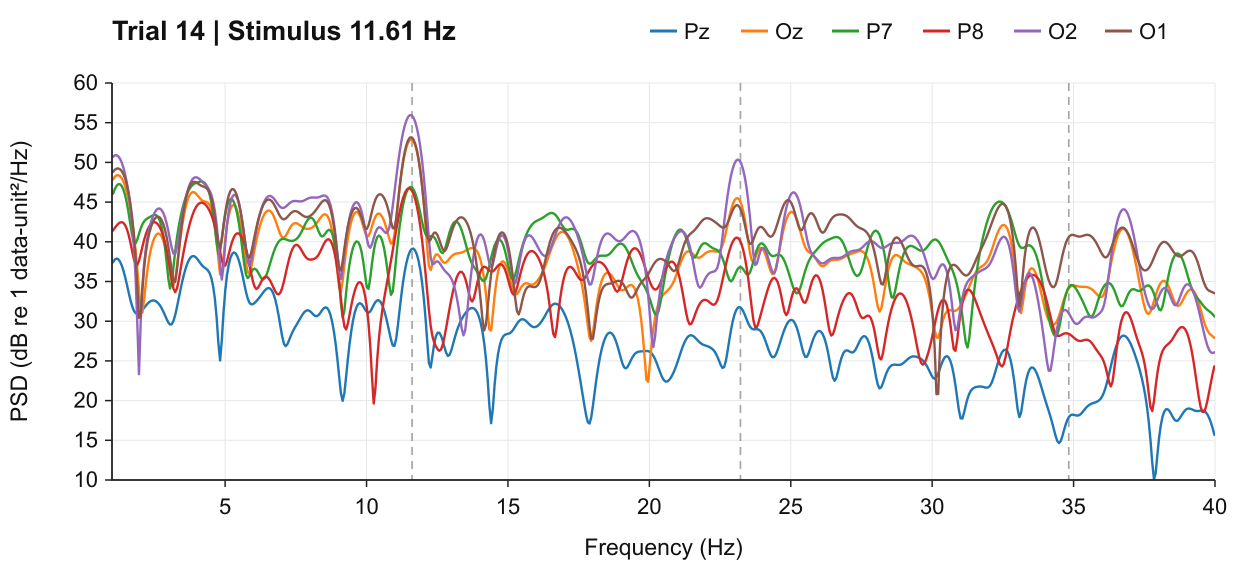 Trial 14 | Stimulus 11.61 Hz
Pz Oz P7 P8 O2 O1
PSD (dB re 1 data-unit²/Hz)
60
55
50
45
40
35
30
25
20
15
10
5 10 15 20 25 30 35 40
Frequency (Hz)